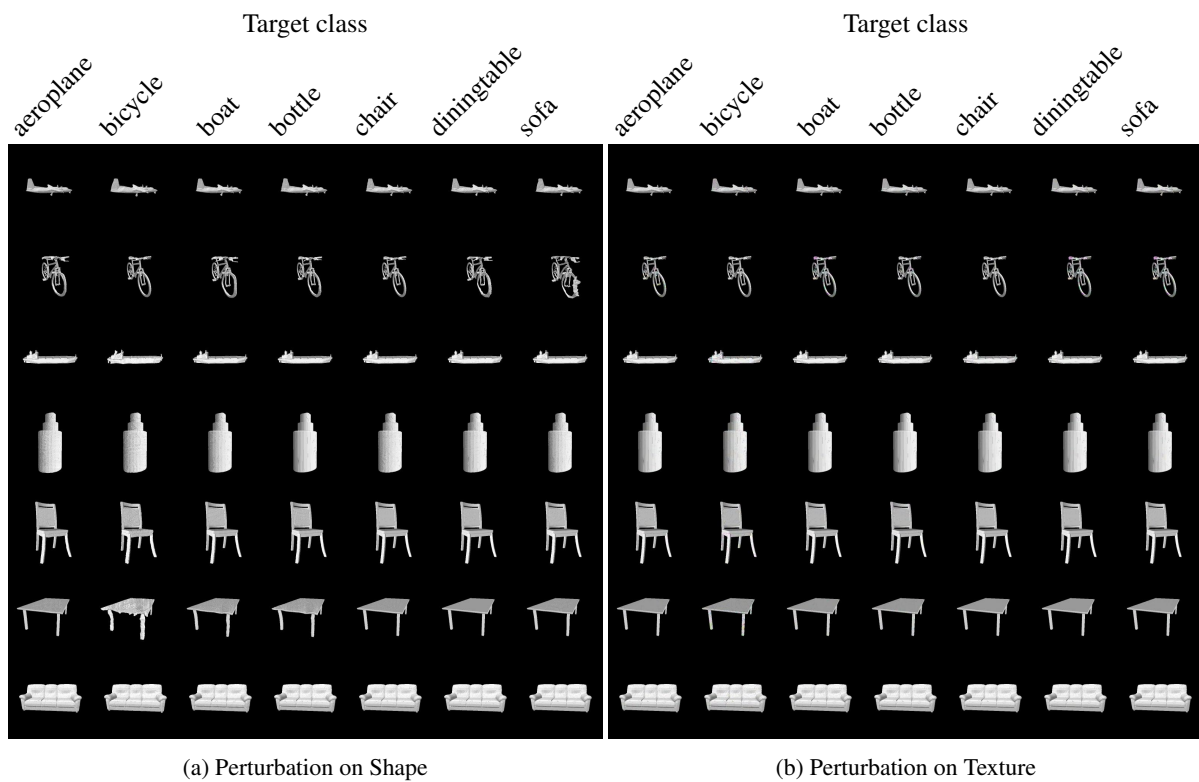 Target class
aeroplane
bicycle
boat
bottle
chair
diningtable
sofa
(a) Perturbation on Shape
Target class
aeroplane
bicycle
boat
bottle
chair
diningtable
sofa
(b) Perturbation on Texture